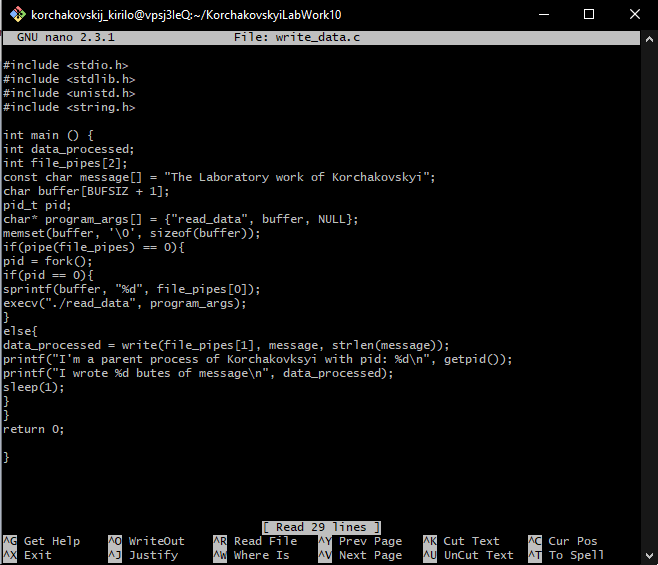 korchakovskij_kirilo@vpsj3leQ:~/KorchakovskyiLabWork10
GNU nano 2.3.1 File: write_data.c
#include <stdio.h>
#include <stdlib.h>
#include <unistd.h>
#include <string.h>
int main () {
int data_processed;
int file_pipes[2];
const char message[] = "The Laboratory work of Korchakovskyi";
char buffer[BUFSIZ + 1];
pid_t pid;
char* program_args[] = {"read_data", buffer, NULL};
memset(buffer, '\0', sizeof(buffer));
if(pipe(file_pipes) == 0){
pid = fork();
if(pid == 0){
sprintf(buffer, "%d", file_pipes[0]);
execv("./read_data", program_args);
}
else{
data_processed = write(file_pipes[1], message, strlen(message));
printf("I'm a parent process of Korchakovksyi with pid: %d\n", getpid());
printf("I wrote %d butes of message\n", data_processed);
sleep(1);
}
}
return 0;
}
[ Read 29 lines ]
^G Get Help ^O WriteOut ^R Read File ^Y Prev Page ^K Cut Text ^C Cur Pos
^X Exit ^J Justify ^W Where Is ^V Next Page ^U UnCut Text ^T To Spell